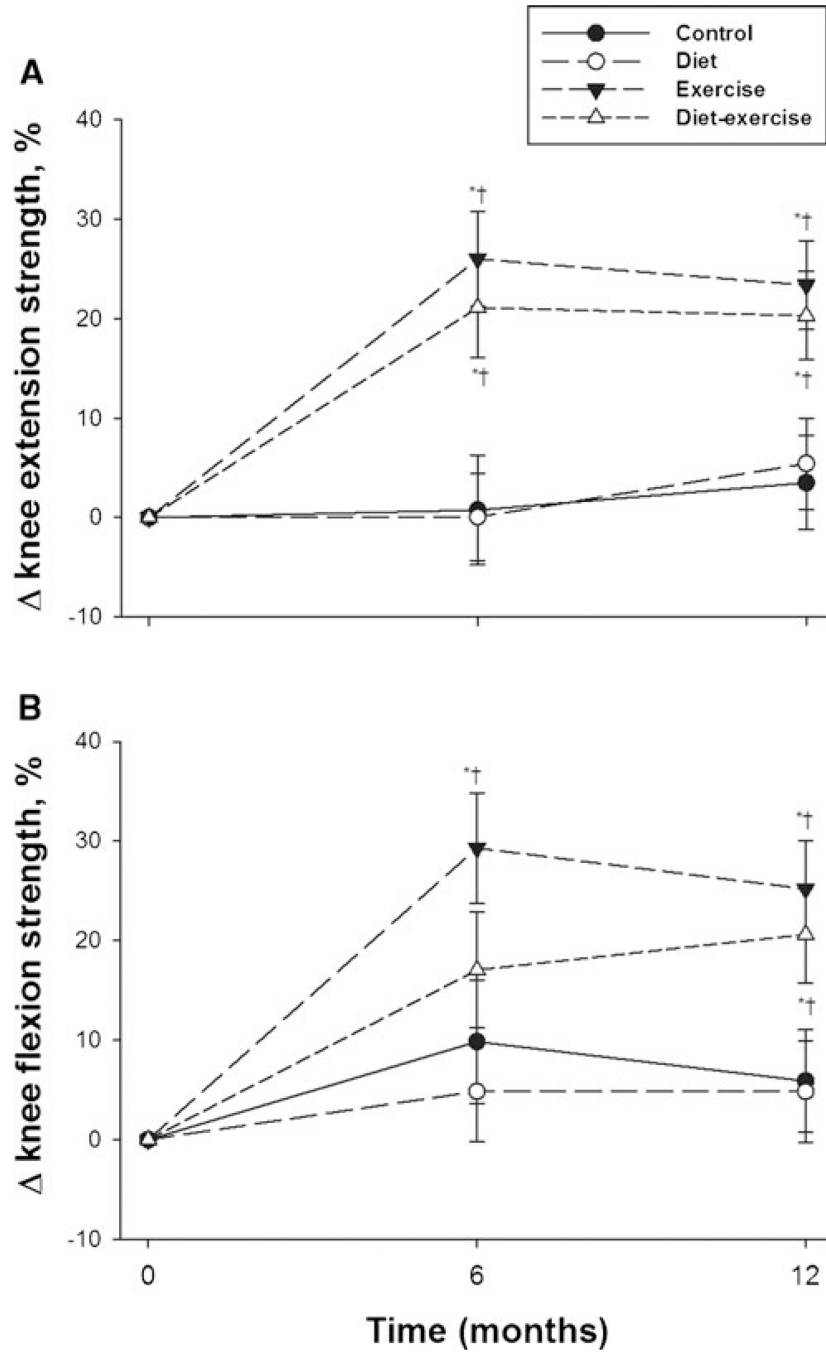 Control
Diet
Exercise
Diet-exercise
A
Δ knee extension strength, %
40
30
20
10
0
-10
*†
*†
*†
*†
B
Δ knee flexion strength, %
40
30
20
10
0
-10
*†
*†
*†
0
6
12
Time (months)